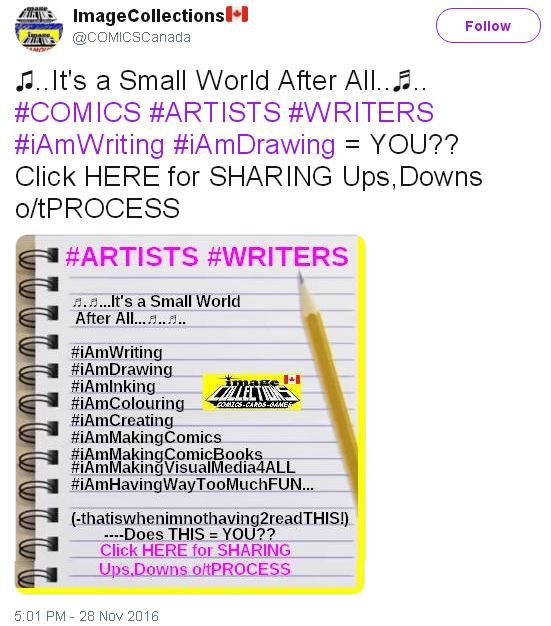 ImageCollections
@COMICSCanada
Follow
♫..It's a Small World After All..♬..
#COMICS #ARTISTS #WRITERS
#iAmWriting #iAmDrawing = YOU??
Click HERE for SHARING Ups,Downs
o/tPROCESS
#ARTISTS #WRITERS
♬.♬...It's a Small World
After All...♬..♬..
#iAmWriting
#iAmDrawing
#iAmInking
#iAmColouring
image
COLLECTIONS
COMICS-CARDS-GAMES
#iAmCreating
#iAmMakingComics
#iAmMakingComicBooks
#iAmMakingVisualMedia4ALL
#iAmHavingWayTooMuchFUN...
(-thatiswhenimnothaving2readTHIS!)
----Does THIS = YOU??
Click HERE for SHARING
Ups,Downs o/tPROCESS
5:01 PM - 28 Nov 2016